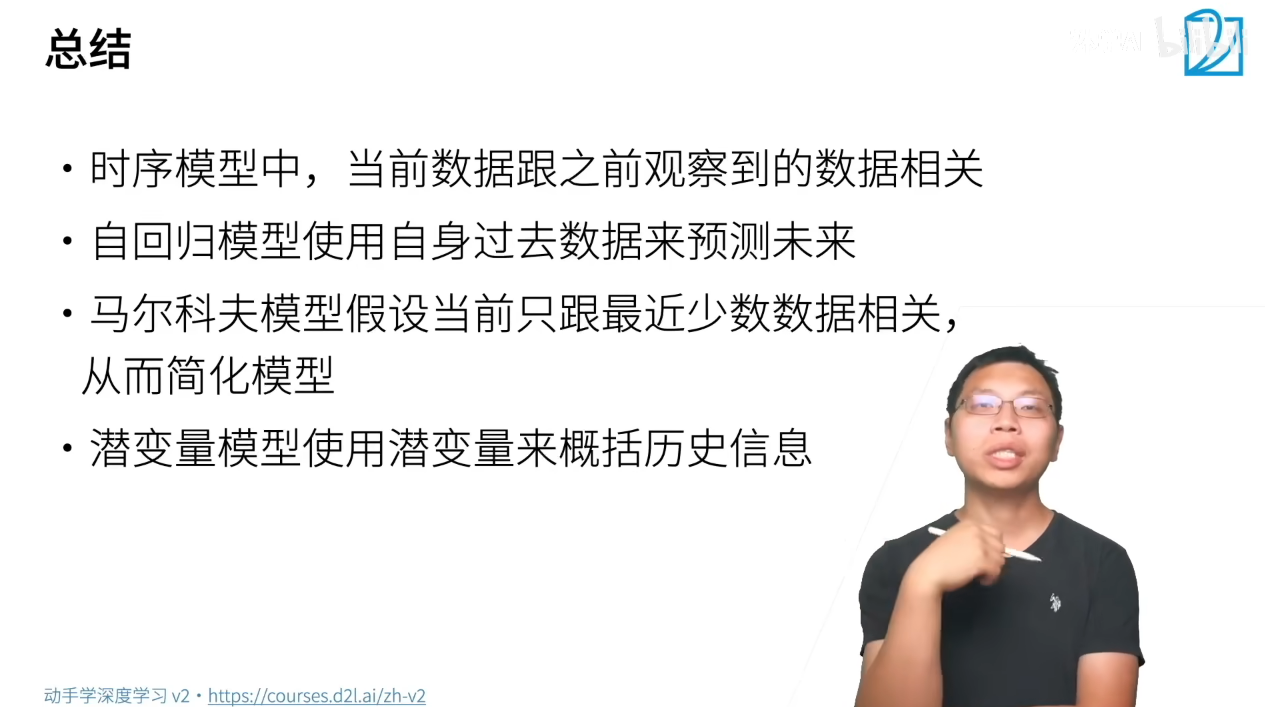 总结
• 时序模型中，当前数据跟之前观察到的数据相关
• 自回归模型使用自身过去数据来预测未来
• 马尔科夫模型假设当前只跟最近少数数据相关，
从而简化模型
• 潜变量模型使用潜变量来概括历史信息
动手学深度学习 v2 • https://courses.d2l.ai/zh-v2